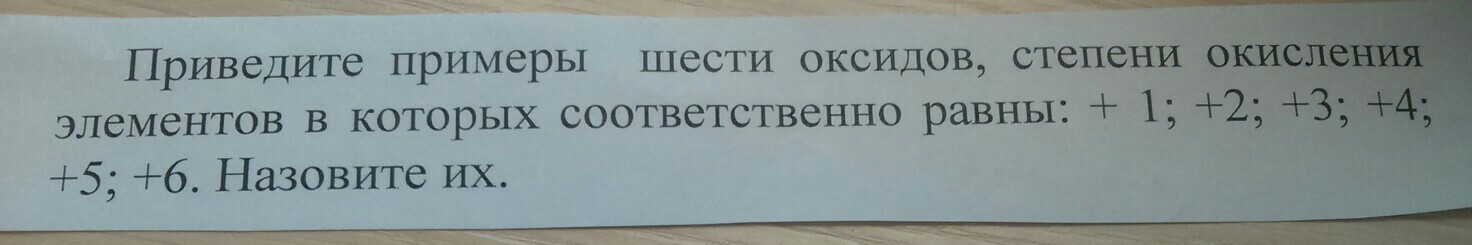 Приведите примеры шести оксидов, степени окисления
элементов в которых соответственно равны: + 1; +2; +3; +4;
+5; +6. Назовите их.